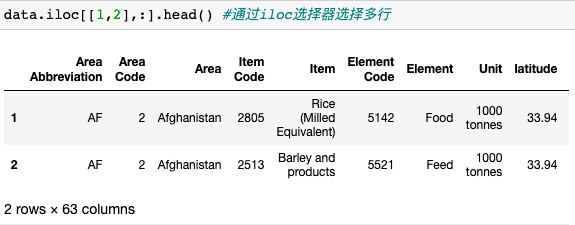 data.iloc[[1,2],:].head() #通过iloc选择器选择多行
Area Abbreviation Area Code Area Item Code Item Element Code Element Unit latitude
1 AF 2 Afghanistan 2805 Rice (Milled Equivalent) 5142 Food 1000 tonnes 33.94
2 AF 2 Afghanistan 2513 Barley and products 5521 Feed 1000 tonnes 33.94
2 rows × 63 columns